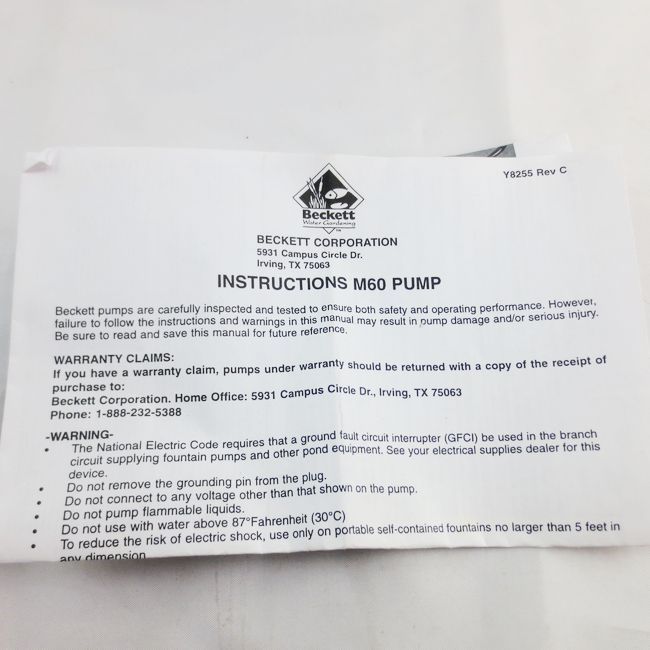 Y8255 Rev C
Beckett
Water Gardening
™
BECKETT CORPORATION
5931 Campus Circle Dr.
Irving, TX 75063
INSTRUCTIONS M60 PUMP
Beckett pumps are carefully inspected and tested to ensure both safety and operating performance. However,
failure to follow the instructions and warnings in this manual may result in pump damage and/or serious injury.
Be sure to read and save this manual for future reference.
WARRANTY CLAIMS:
If you have a warranty claim, pumps under warranty should be returned with a copy of the receipt of
purchase to:
Beckett Corporation. Home Office: 5931 Campus Circle Dr., Irving, TX 75063
Phone: 1-888-232-5388
-WARNING-
• The National Electric Code requires that a ground fault circuit interrupter (GFCI) be used in the branch
circuit supplying fountain pumps and other pond equipment. See your electrical supplies dealer for this
device.
• Do not remove the grounding pin from the plug.
• Do not connect to any voltage other than that shown on the pump.
• Do not pump flammable liquids.
• Do not use with water above 87°Fahrenheit (30°C)
• To reduce the risk of electric shock, use only on portable self-contained fountains no larger than 5 feet in
any dimension